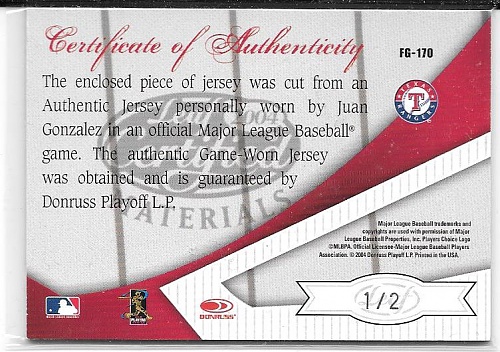 Certificate of Authenticity
FG-170
The enclosed piece of jersey was cut from an
Authentic Jersey personally worn by Juan
Gonzalez in an official Major League Baseball®
game. The authentic Game-Worn Jersey
was obtained and is guaranteed by
Donruss Playoff L.P.
2004
MATERIALS
TEXAS
T
RANGERS
Major League Baseball trademarks and
copyrights are used with permission of Major
League Baseball Properties, Inc. Players Choice Logo
©MLBPA. Official Licensee-Major League Baseball Players
Association. © 2004 Donruss Playoff L.P. Printed in the USA.
DONRUSS
1/2